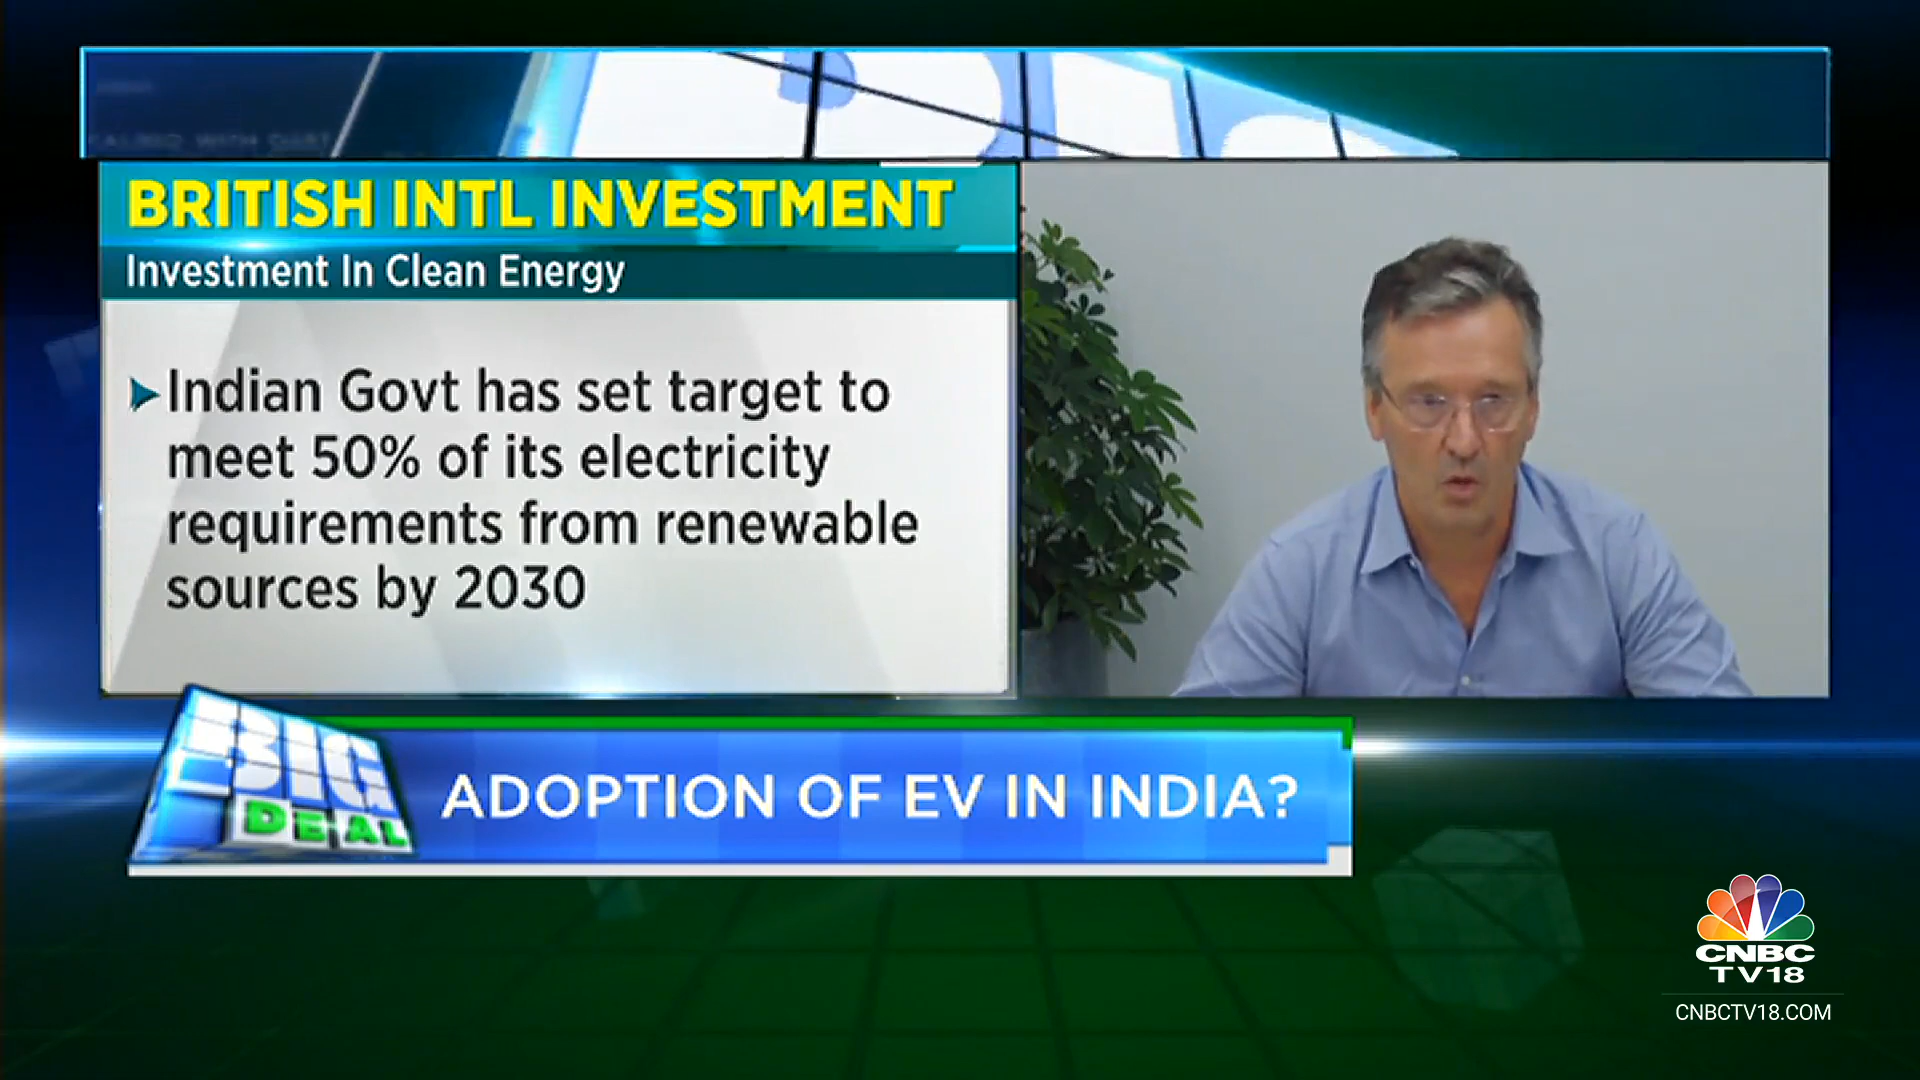 BRITISH INTL INVESTMENT
Investment In Clean Energy
Indian Govt has set target to
meet 50% of its electricity
requirements from renewable
sources by 2030
BIG
DEAL
ADOPTION OF EV IN INDIA?
CNBC
TV18
CNBCTV18.COM